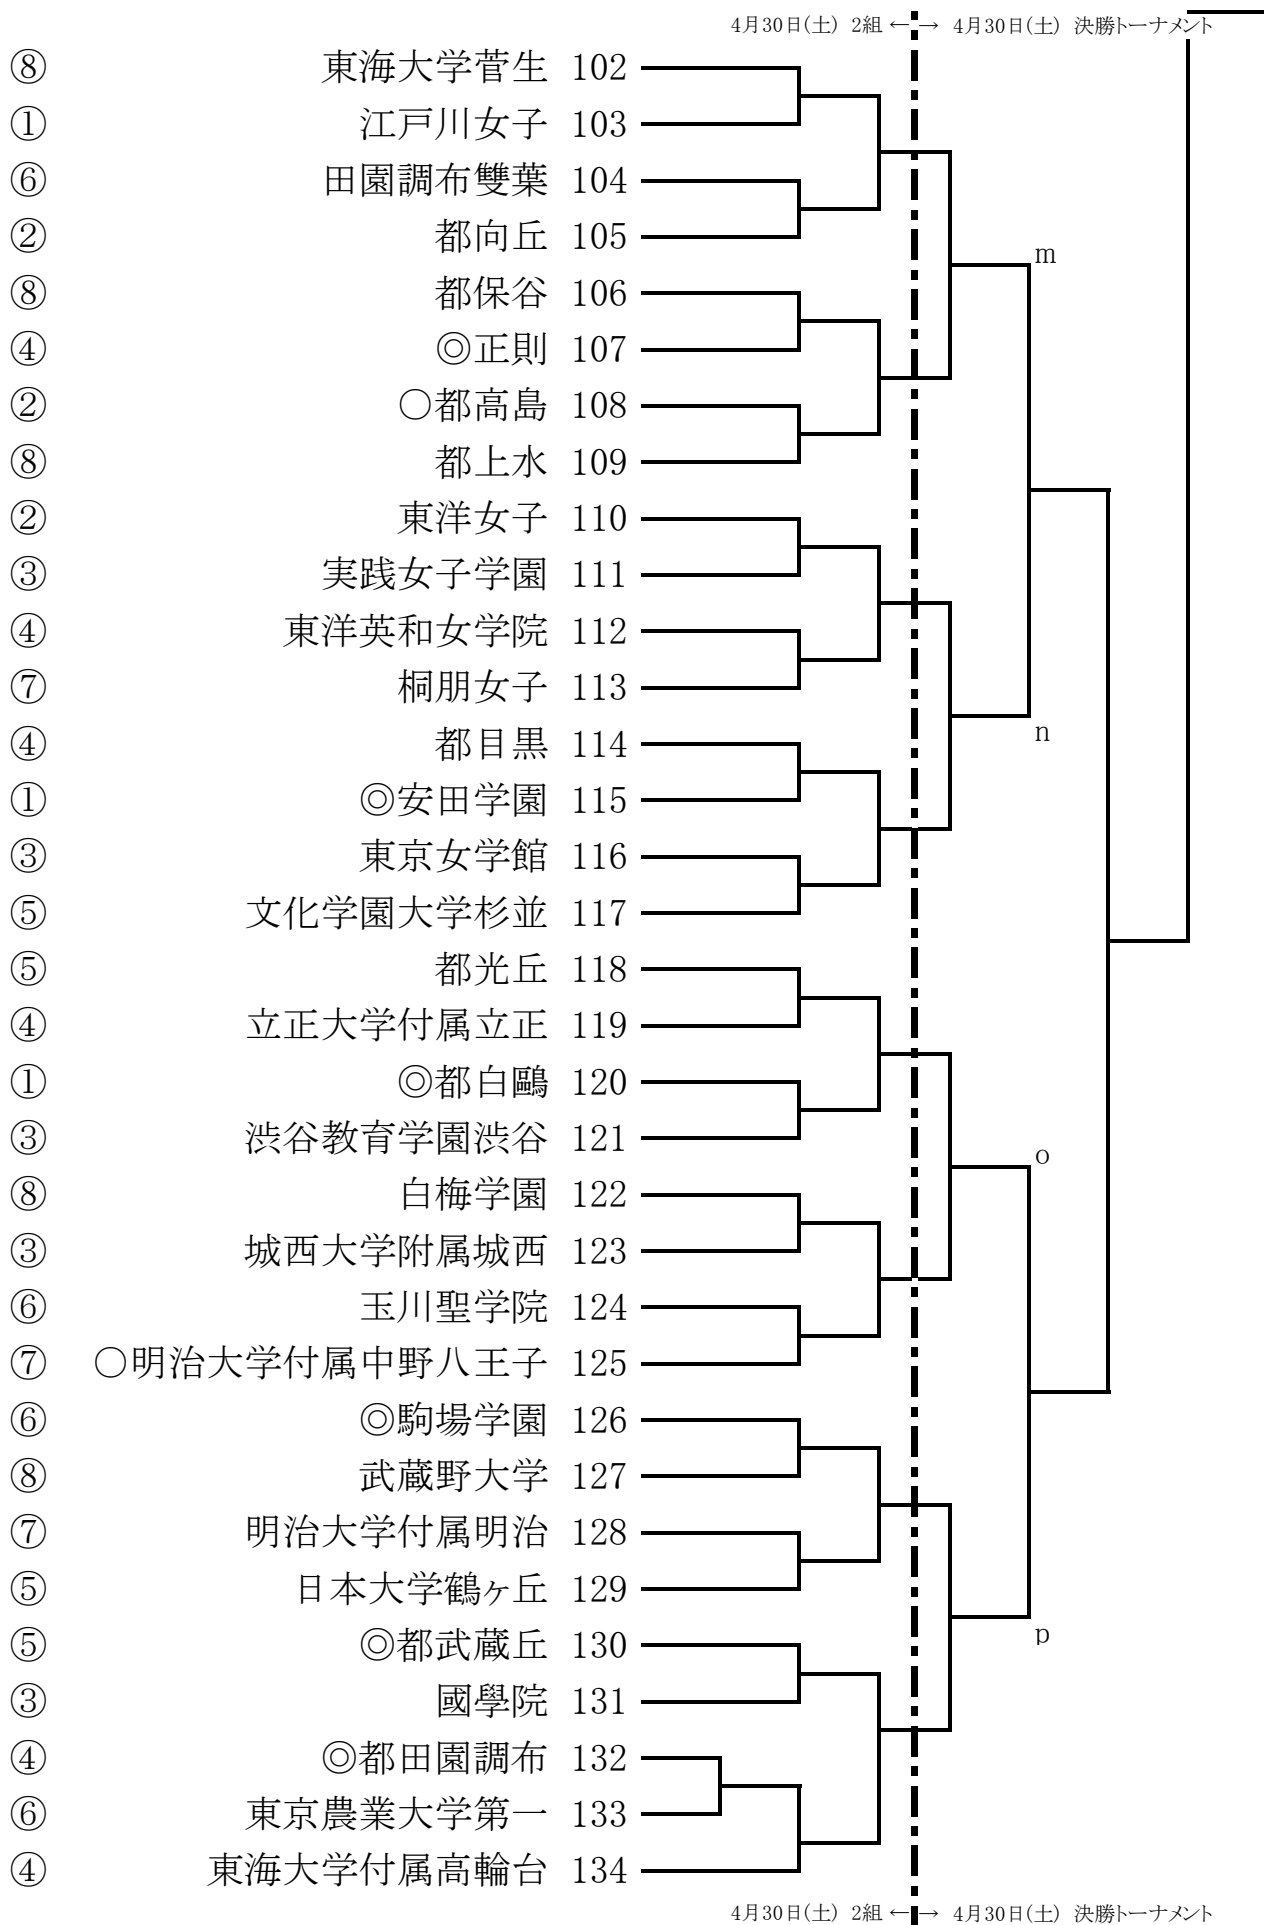 4月30日(土) 2組 ← → 4月30日(土) 決勝トーナメント
⑧ 東海大学菅生 102
① 江戸川女子 103
⑥ 田園調布雙葉 104
② 都向丘 105
m
⑧ 都保谷 106
④ ◎正則 107
② ○都高島 108
⑧ 都上水 109
② 東洋女子 110
③ 実践女子学園 111
④ 東洋英和女学院 112
⑦ 桐朋女子 113
n
④ 都目黒 114
① ◎安田学園 115
③ 東京女学館 116
⑤ 文化学園大学杉並 117
⑤ 都光丘 118
④ 立正大学付属立正 119
① ◎都白鷗 120
③ 渋谷教育学園渋谷 121
o
⑧ 白梅学園 122
③ 城西大学附属城西 123
⑥ 玉川聖学院 124
⑦ ○明治大学付属中野八王子 125
⑥ ◎駒場学園 126
⑧ 武蔵野大学 127
⑦ 明治大学付属明治 128
⑤ 日本大学鶴ヶ丘 129
⑤ ◎都武蔵丘 130
p
③ 國學院 131
④ ◎都田園調布 132
⑥ 東京農業大学第一 133
④ 東海大学付属高輪台 134
4月30日(土) 2組 ← → 4月30日(土) 決勝トーナメント